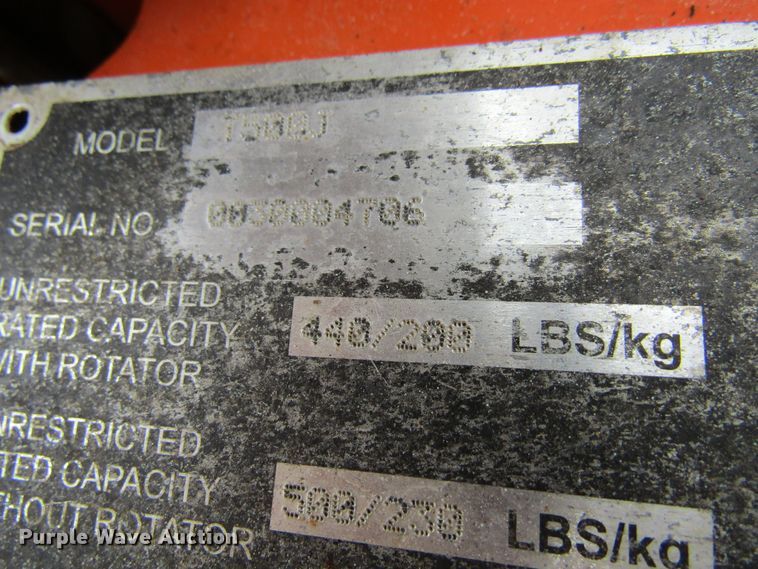 MODEL T500J
SERIAL NO 0030004706
UNRESTRICTED
RATED CAPACITY 440/200 LBS/kg
WITH ROTATOR
UNRESTRICTED
RATED CAPACITY
500/230 LBS/kg
WITHOUT ROTATOR
Purple Wave Auction